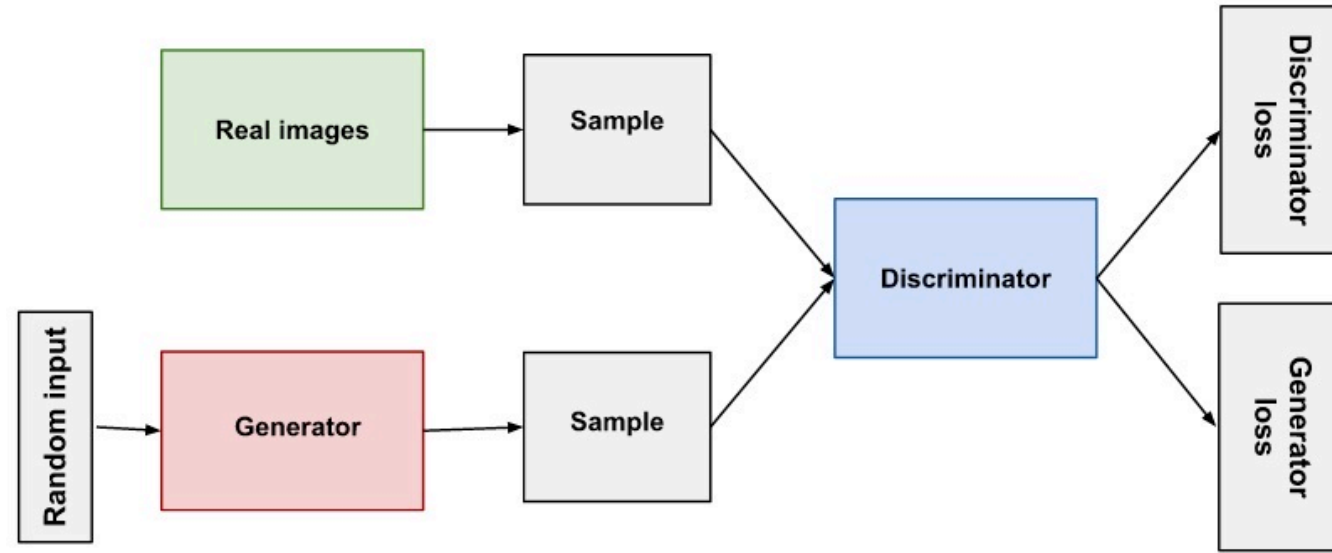 Real images
Sample
Discriminator
loss
Discriminator
Random input
Generator
Sample
Generator
loss